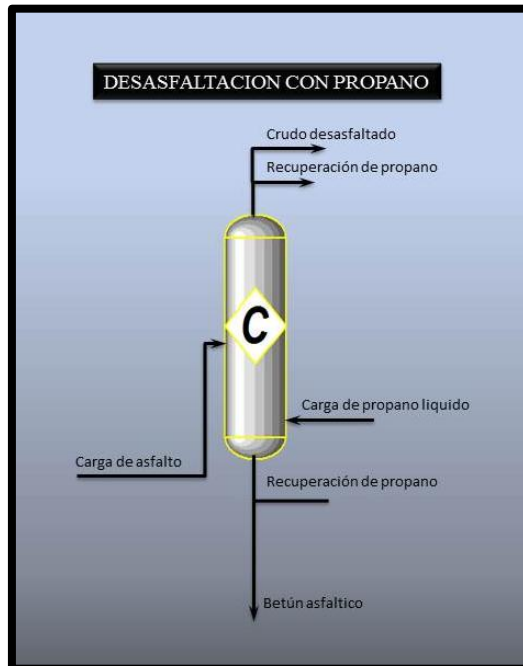 DESASFALTACION CON PROPANO
Crudo desasfaltado
Recuperación de propano
C
Carga de propano liquido
Carga de asfalto
Recuperación de propano
Betún asfaltico